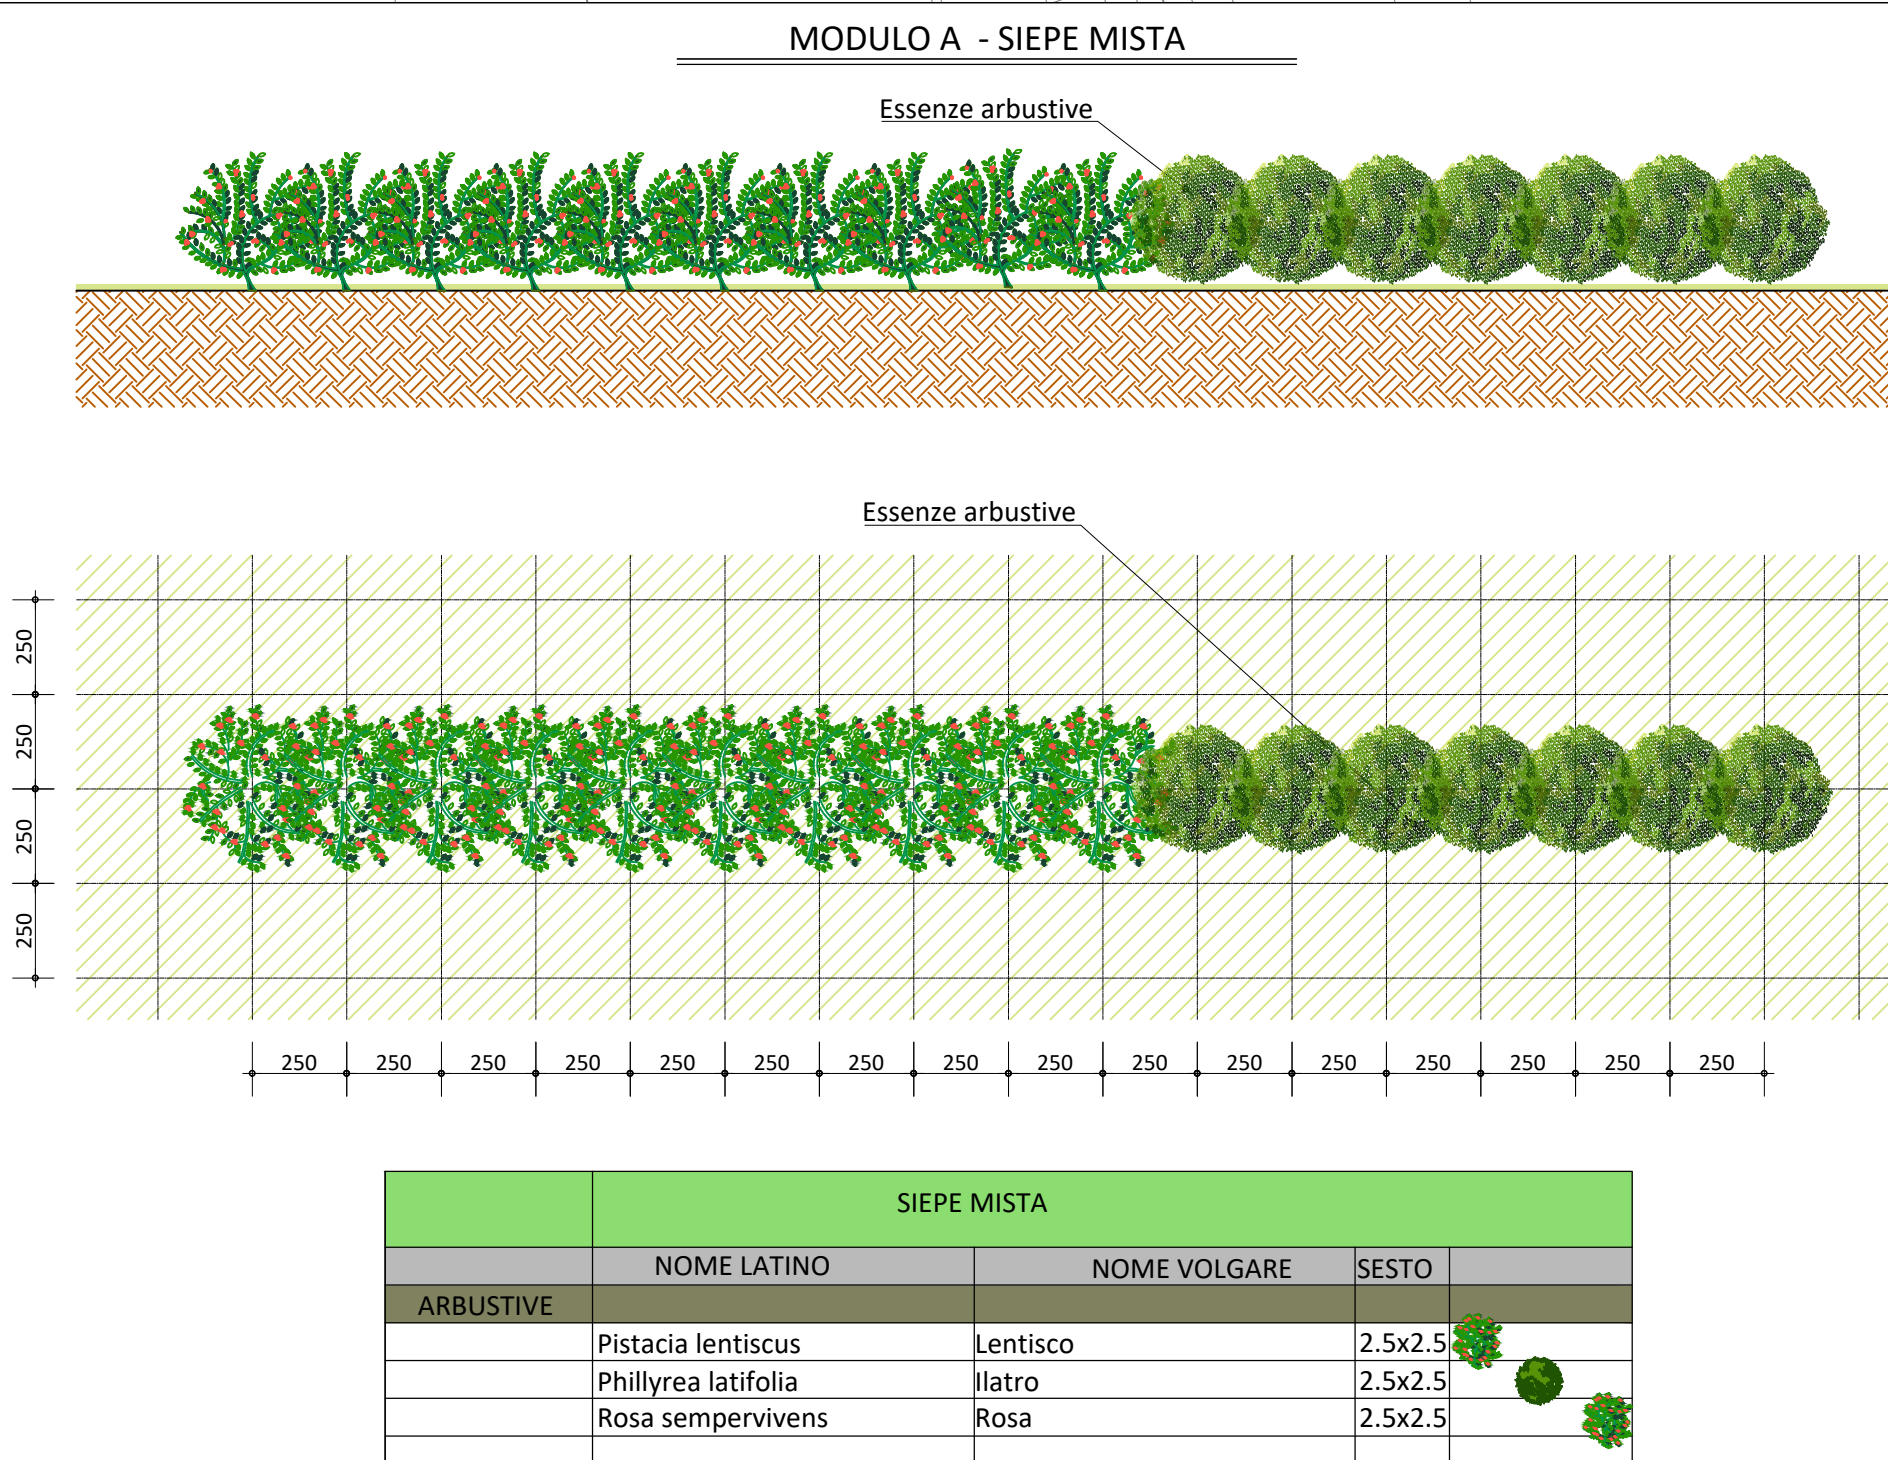 MODULO A - SIEPE MISTA
Essenze arbustive
Essenze arbustive
250
250
250
250
250 250 250 250 250 250 250 250 250 250 250 250 250 250 250 250
SIEPE MISTA
NOME LATINO NOME VOLGARE SESTO
ARBUSTIVE
Pistacia lentiscus Lentisco 2.5x2.5
Phillyrea latifolia Ilatro 2.5x2.5
Rosa sempervivens Rosa 2.5x2.5